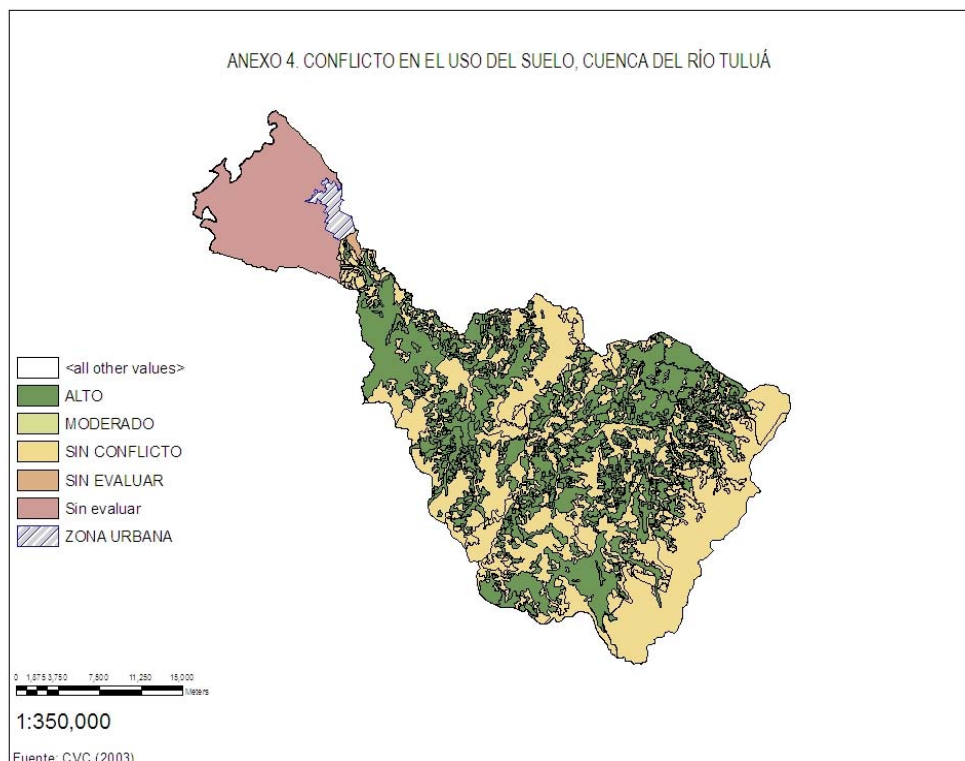 ANEXO 4. CONFLICTO EN EL USO DEL SUELO, CUENCA DEL RÍO TULUÁ
<all other values>
ALTO
MODERADO
SIN CONFLICTO
SIN EVALUAR
Sin evaluar
ZONA URBANA
0 1,875 3,750 7,500 11,250 15,000
Meters
1:350,000
Fuente: CVC (2003)